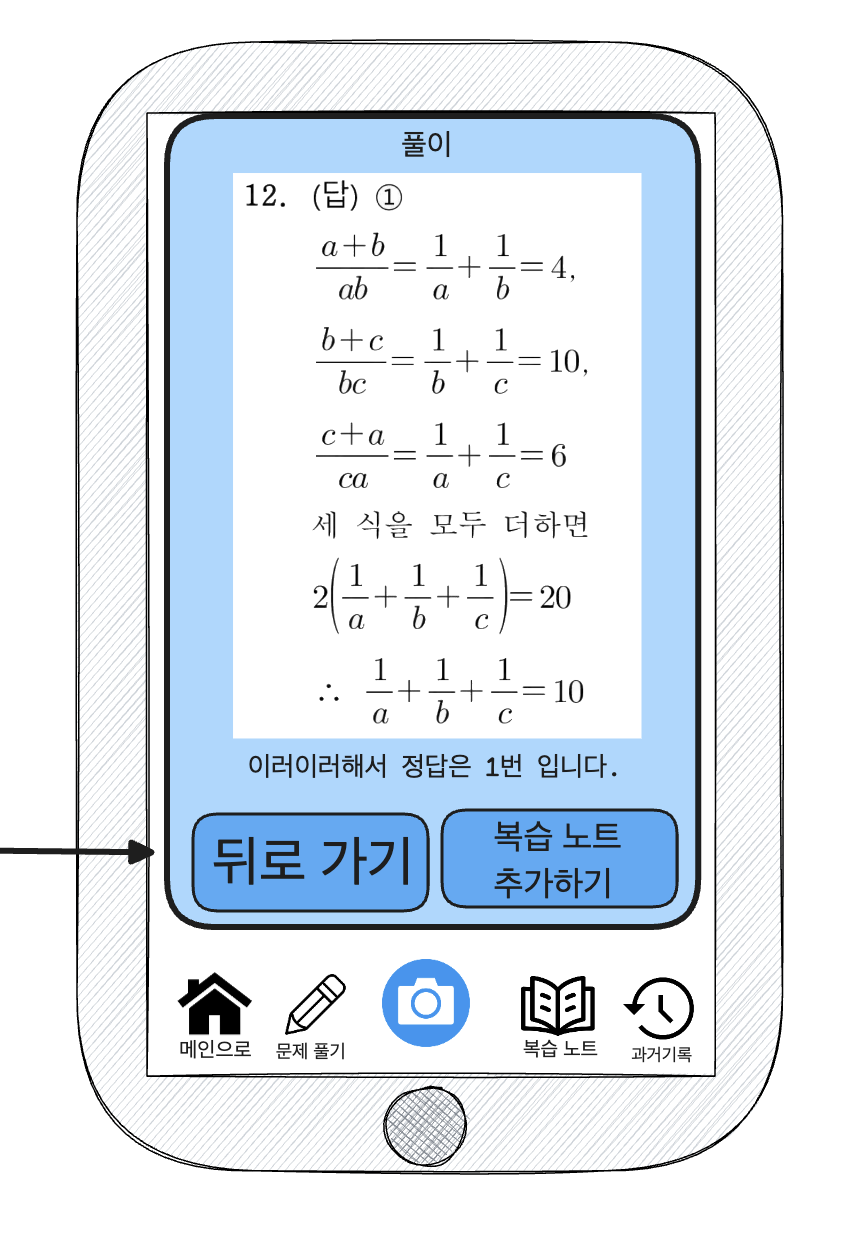 풀이
12. (답) ①
\frac{a+b}{ab} = \frac{1}{a} + \frac{1}{b} = 4,
\frac{b+c}{bc} = \frac{1}{b} + \frac{1}{c} = 10,
\frac{c+a}{ca} = \frac{1}{a} + \frac{1}{c} = 6
세 식을 모두 더하면
2\left(\frac{1}{a} + \frac{1}{b} + \frac{1}{c}\right) = 20
∴ \frac{1}{a} + \frac{1}{b} + \frac{1}{c} = 10
이러이러해서 정답은 1번 입니다.
뒤로 가기
복습 노트
추가하기
메인으로
문제 풀기
복습 노트
과거기록